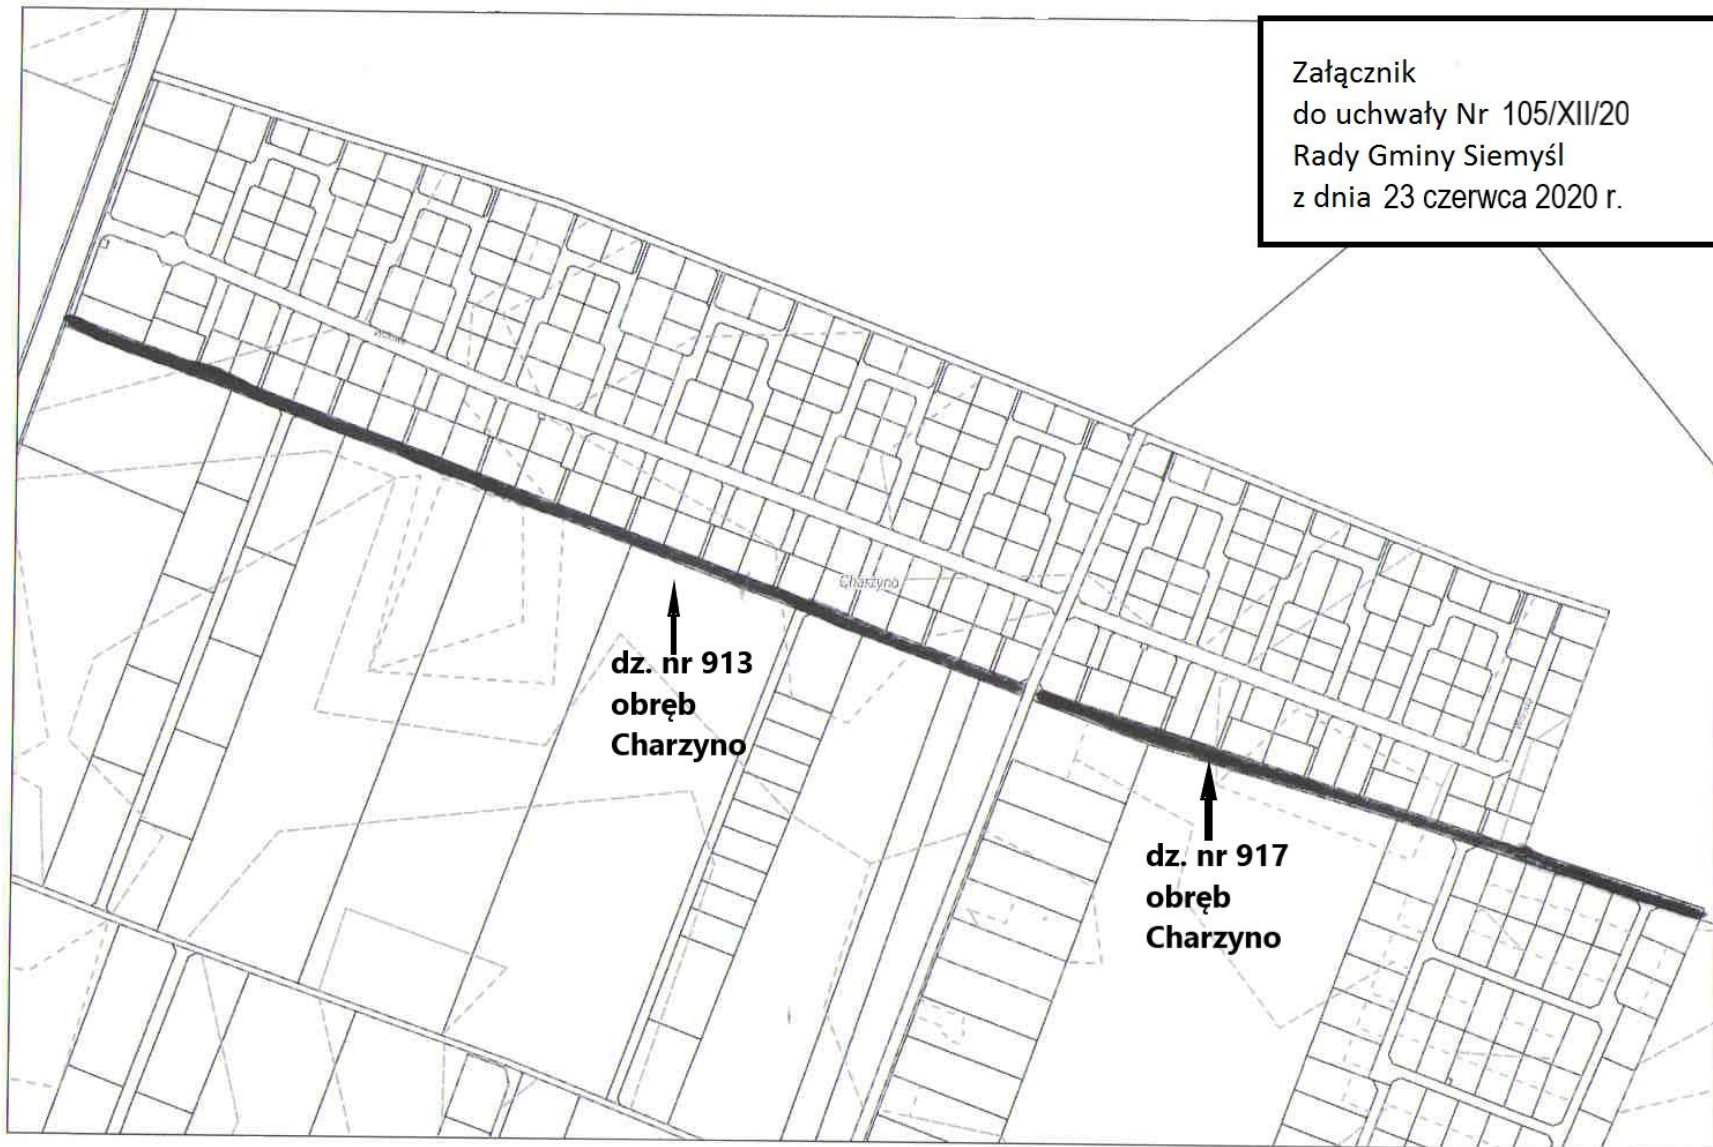 Załącznik
do uchwały Nr 105/XII/20
Rady Gminy Siemyśl
z dnia 23 czerwca 2020 r.
Charzyno
dz. nr 913
obręb
Charzyno
dz. nr 917
obręb
Charzyno